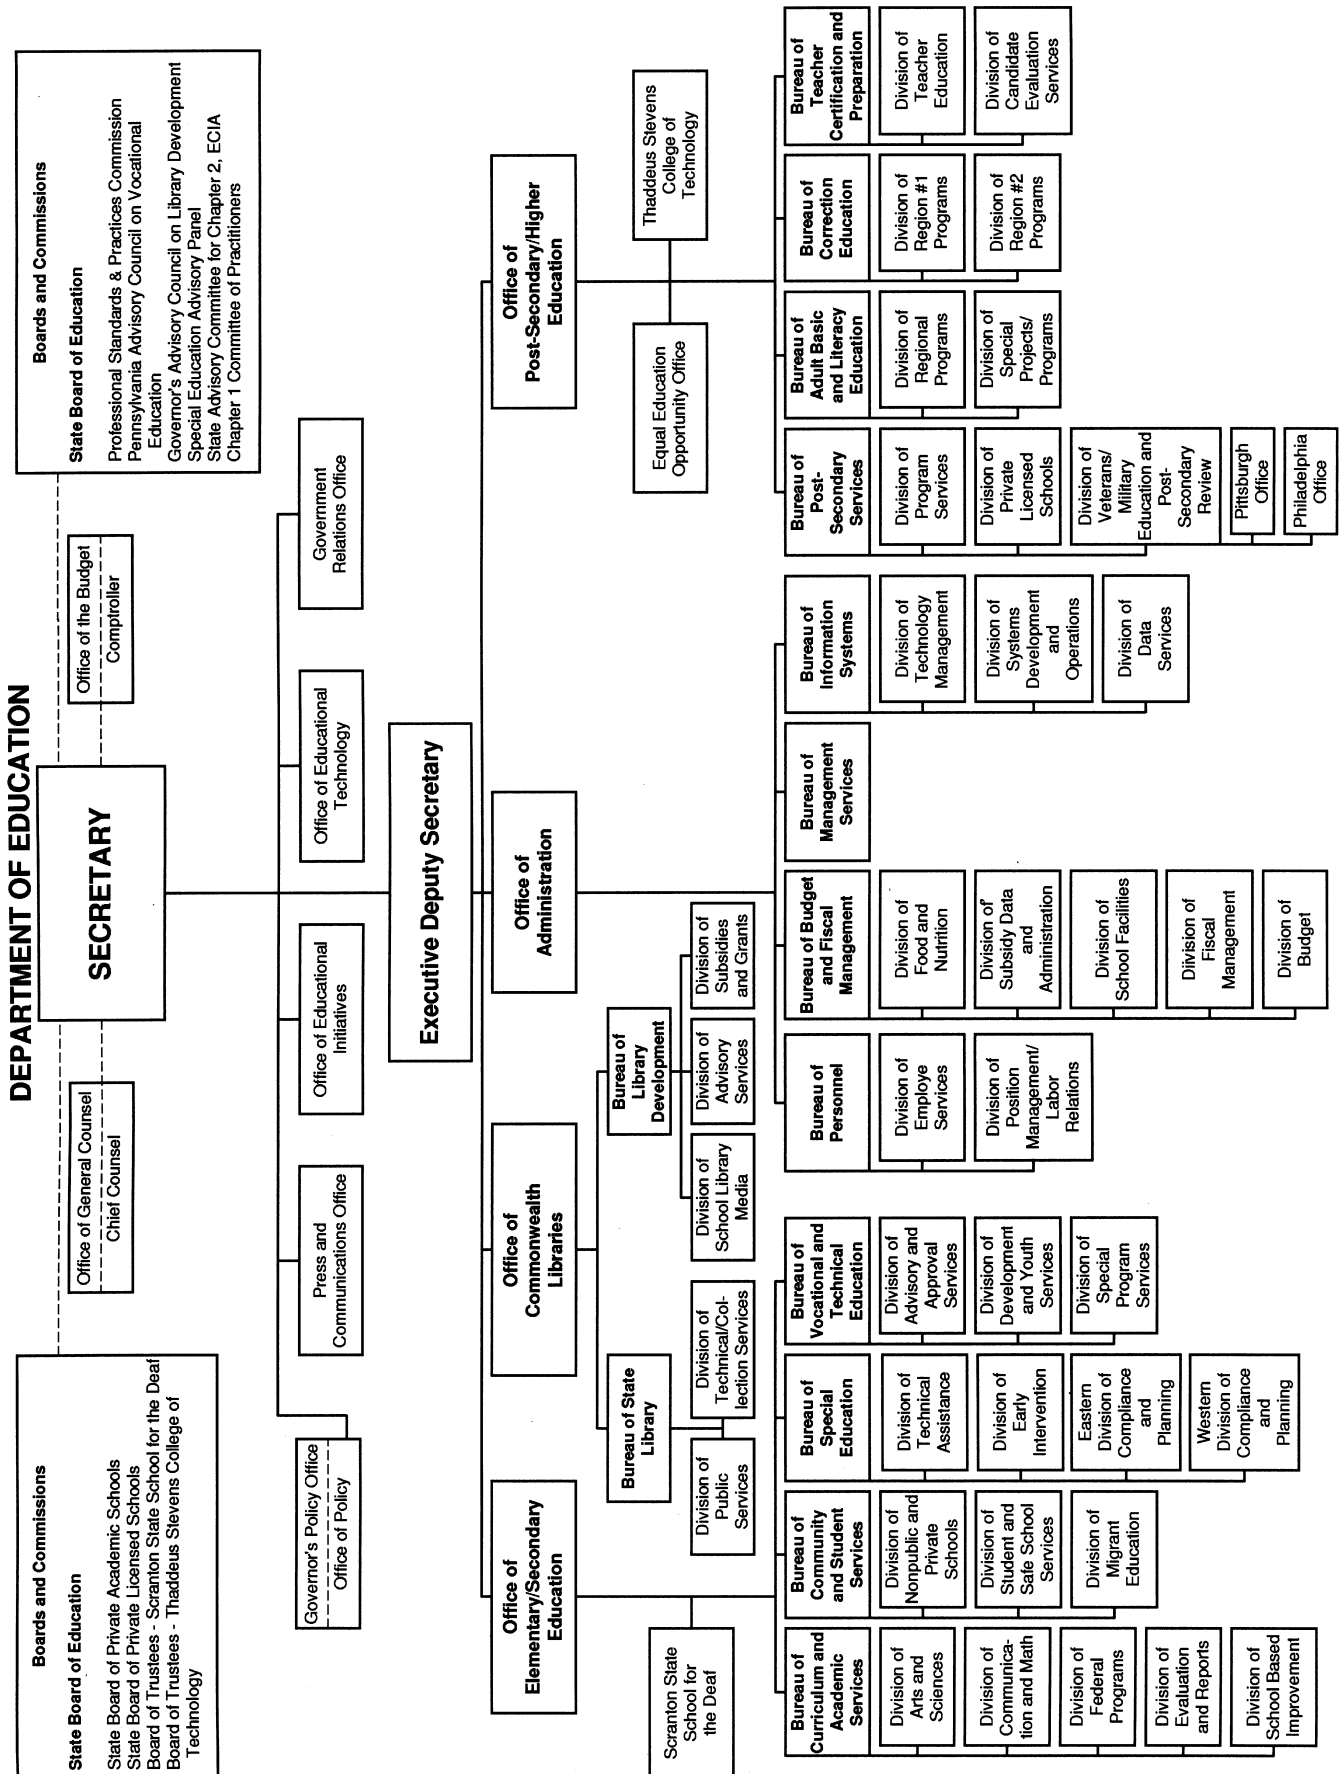 DEPARTMENT OF EDUCATION
Boards and Commissions
State Board of Education
State Board of Private Academic Schools
State Board of Private Licensed Schools
Board of Trustees - Scranton State School for the Deaf
Board of Trustees - Thaddeus Stevens College of
Technology
Office of General Counsel
Chief Counsel
SECRETARY
Office of the Budget
Comptroller
Boards and Commissions
State Board of Education
Professional Standards & Practices Commission
Pennsylvania Advisory Council on Vocational
Education
Governor's Advisory Council on Library Development
Special Education Advisory Panel
State Advisory Committee for Chapter 2, ECIA
Chapter 1 Committee of Practitioners
Governor's Policy Office
Office of Policy
Press and
Communications Office
Office of Educational
Initiatives
Office of Educational
Technology
Government
Relations Office
Executive Deputy Secretary
Office of
Elementary/Secondary
Education
Office of
Commonwealth
Libraries
Office of
Administration
Office of
Post-Secondary/Higher
Education
Scranton State
School for
the Deaf
Bureau of State
Library
Division of
Public
Services
Division of
Technical/Col-
lection Services
Bureau of
Library
Development
Division of
School Library
Media
Division of
Advisory
Services
Division of
Subsidies
and Grants
Equal Education
Opportunity Office
Thaddeus Stevens
College of
Technology
Bureau of
Curriculum and
Academic
Services
Division of
Arts and
Sciences
Division of
Communica-
tion and Math
Division of
Federal
Programs
Division of
Evaluation
and Reports
Division of
School Based
Improvement
Bureau of
Community
and Student
Services
Division of
Nonpublic and
Private
Schools
Division of
Student and
Safe School
Services
Division of
Migrant
Education
Bureau of
Special
Education
Division of
Technical
Assistance
Division of
Early
Intervention
Eastern
Division of
Compliance
and
Planning
Western
Division of
Compliance
and
Planning
Bureau of
Vocational and
Technical
Education
Division of
Advisory and
Approval
Services
Division of
Development
and Youth
Services
Division of
Special
Program
Services
Bureau of
Personnel
Division of
Employe
Services
Division of
Position
Management/
Labor
Relations
Bureau of Budget
and Fiscal
Management
Division of
Food and
Nutrition
Division of
Subsidy Data
and
Administration
Division of
School Facilities
Division of
Fiscal
Management
Division of
Budget
Bureau of
Management
Services
Bureau of
Information
Systems
Division of
Technology
Management
Division of
Systems
Development
and
Operations
Division of
Data
Services
Bureau of
Post-
Secondary
Services
Division of
Program
Services
Division of
Private
Licensed
Schools
Division of
Veterans/
Military
Education and
Post-
Secondary
Review
Pittsburgh
Office
Philadelphia
Office
Bureau of
Adult Basic
and Literacy
Education
Division of
Regional
Programs
Division of
Special
Projects/
Programs
Bureau of
Correction
Education
Division of
Region #1
Programs
Division of
Region #2
Programs
Bureau of
Teacher
Certification and
Preparation
Division of
Teacher
Education
Division of
Candidate
Evaluation
Services